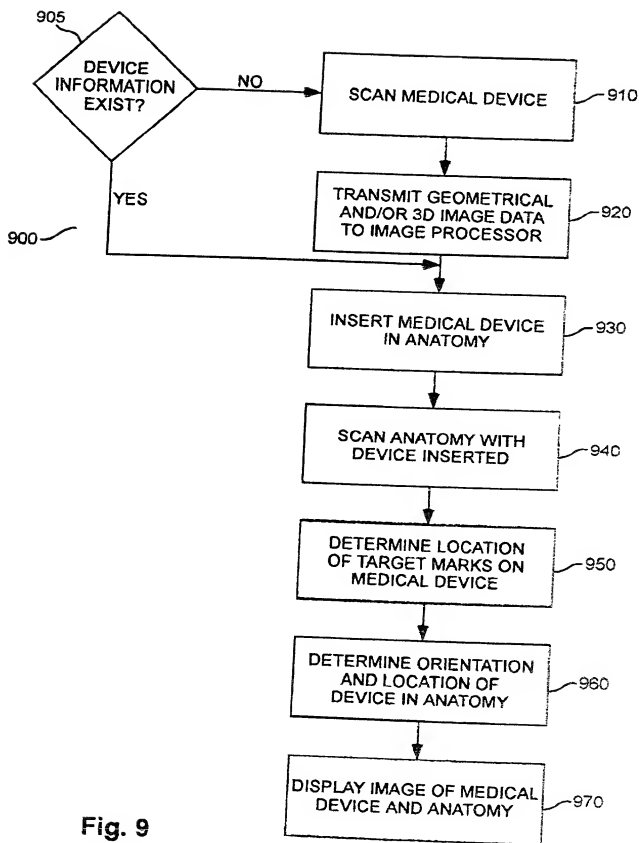 905
DEVICE
INFORMATION
EXIST?
NO
SCAN MEDICAL DEVICE
910
YES
TRANSMIT GEOMETRICAL
AND/OR 3D IMAGE DATA
TO IMAGE PROCESSOR
920
900
INSERT MEDICAL DEVICE
IN ANATOMY
930
SCAN ANATOMY WITH
DEVICE INSERTED
940
DETERMINE LOCATION
OF TARGET MARKS ON
MEDICAL DEVICE
950
DETERMINE ORIENTATION
AND LOCATION OF
DEVICE IN ANATOMY
960
DISPLAY IMAGE OF MEDICAL
DEVICE AND ANATOMY
970
Fig. 9